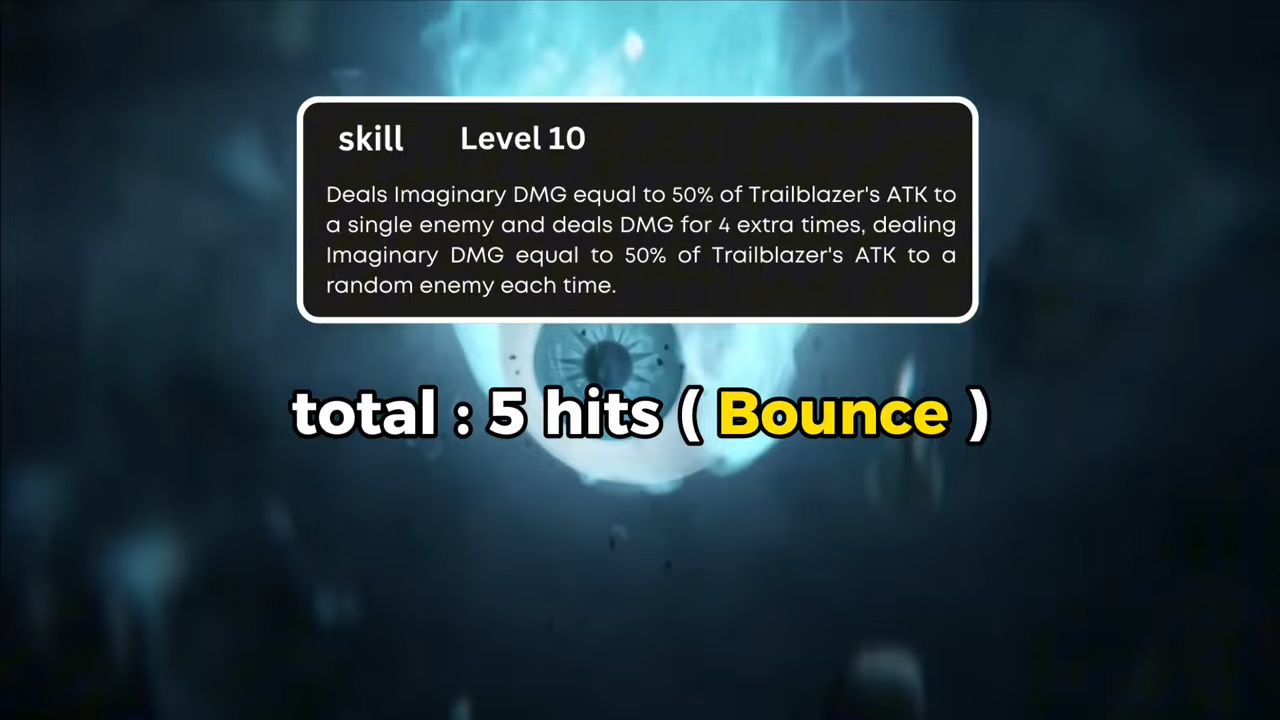 skill Level 10
Deals Imaginary DMG equal to 50% of Trailblazer's ATK to
a single enemy and deals DMG for 4 extra times, dealing
Imaginary DMG equal to 50% of Trailblazer's ATK to a
random enemy each time.
total : 5 hits ( Bounce )